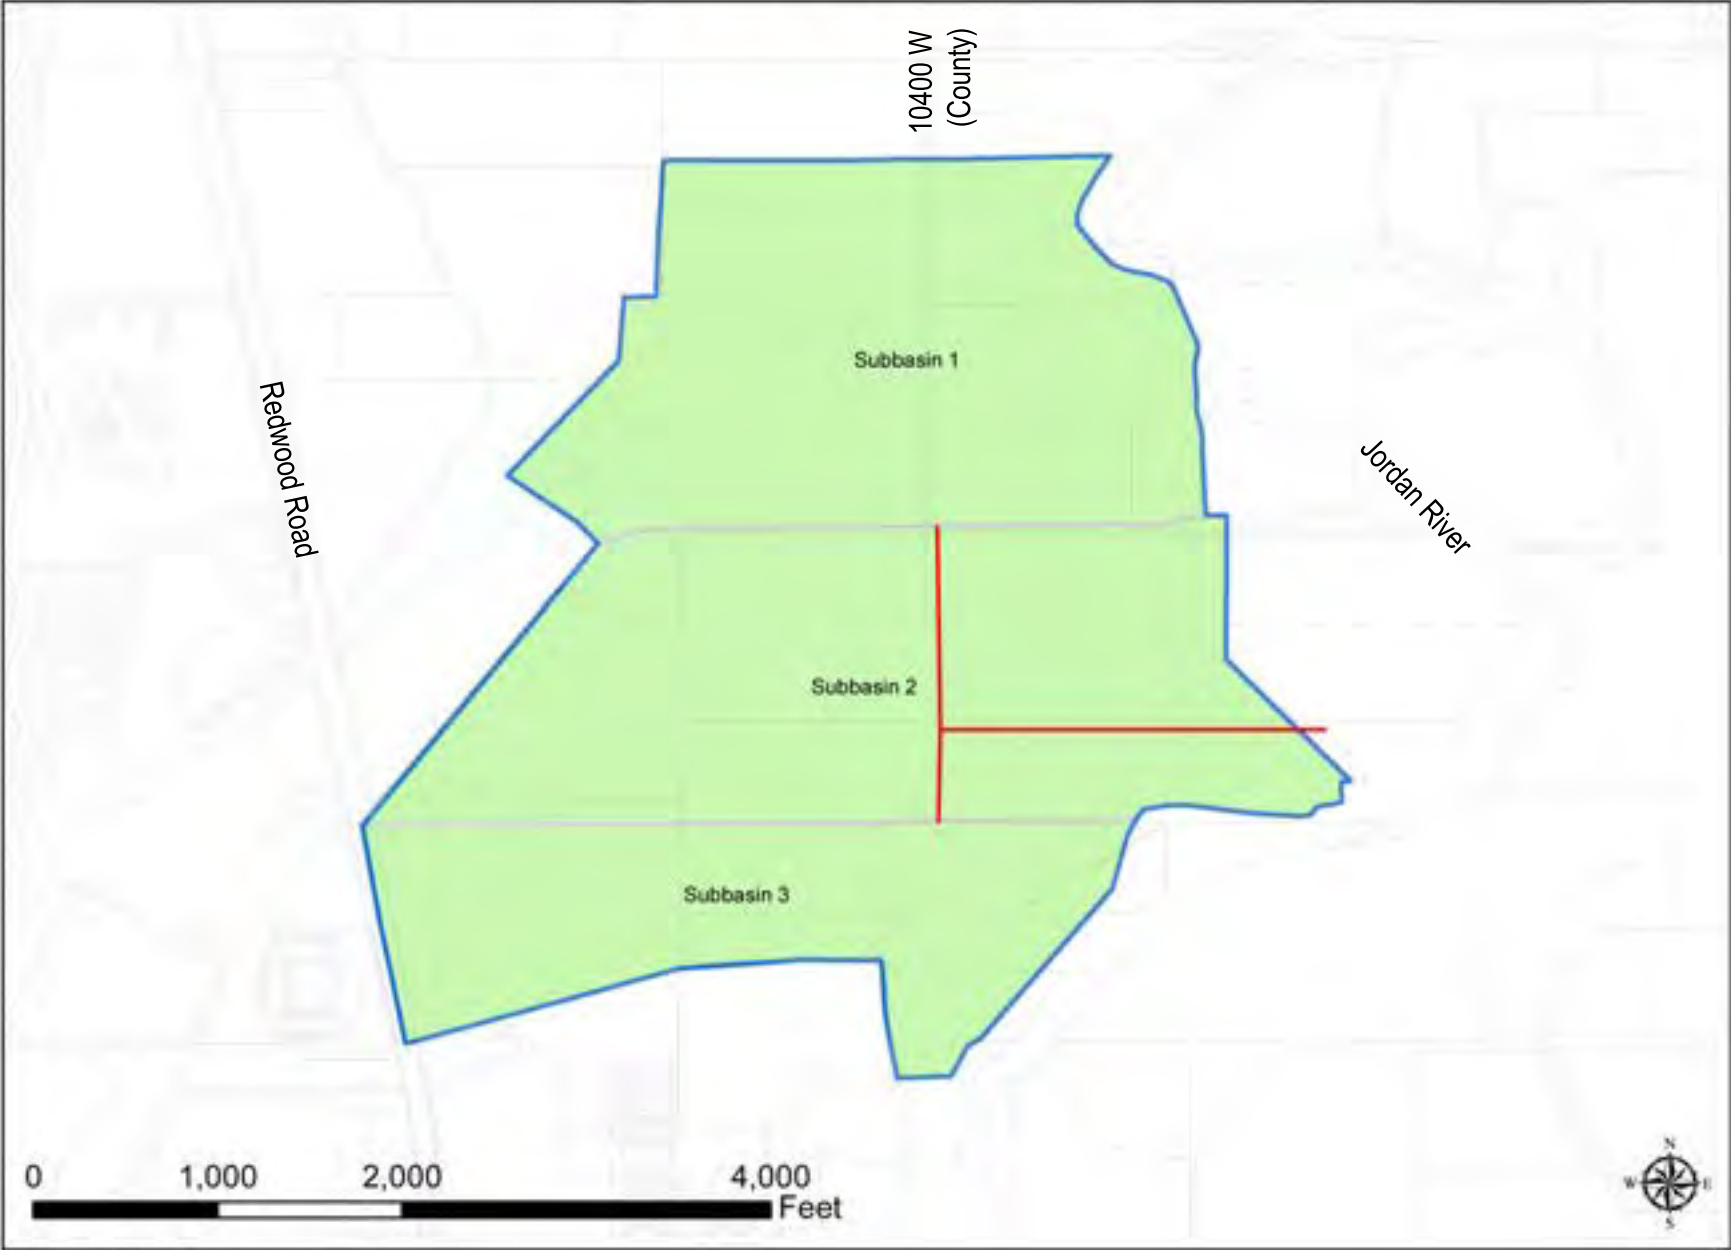 10400 W
(County)
Subbasin 1
Redwood Road
Jordan River
Subbasin 2
Subbasin 3
0 1,000 2,000 4,000
Feet
N
W E
S